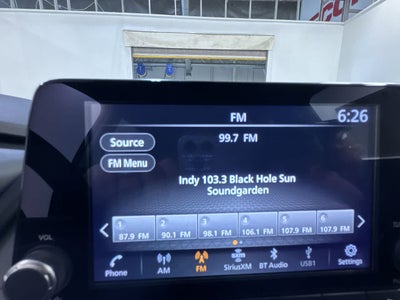 FM
6:26
Source
99.7 FM
FM Menu
Indy 103.3 Black Hole Sun
Soundgarden
1 2 3 4 5 6
87.9 FM 90.1 FM 98.1 FM 106.1 FM 107.9 FM 107.9 FM
VOL
Phone AM FM SiriusXM BT Audio USB1 Settings